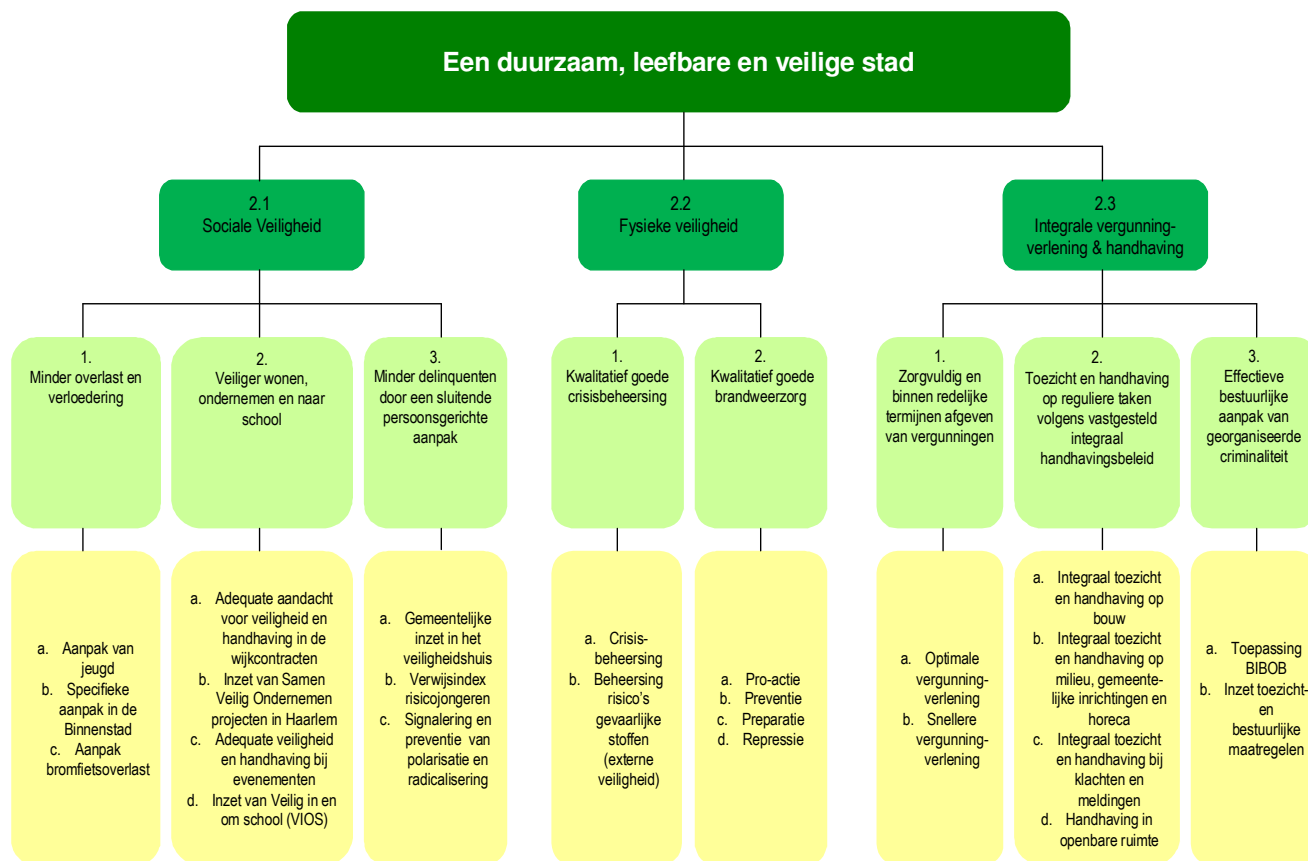 Een duurzaam, leefbare en veilige stad
2.1
Sociale Veiligheid
2.2
Fysieke veiligheid
2.3
Integrale vergunning-
verlening & handhaving
1.
Minder overlast en
verloedering
2.
Veiliger wonen,
ondernemen en naar
school
3.
Minder delinquenten
door een sluitende
persoonsgerichte
aanpak
1.
Kwalitatief goede
crisisbeheersing
2.
Kwalitatief goede
brandweerzorg
1.
Zorgvuldig en
binnen redelijke
termijnen afgeven
van vergunningen
2.
Toezicht en handhaving
op reguliere taken
volgens vastgesteld
integraal
handhavingsbeleid
3.
Effectieve
bestuurlijke
aanpak van
georganiseerde
criminaliteit
a. Aanpak van
jeugd
b. Specifieke
aanpak in de
Binnenstad
c. Aanpak
bromfietsoverlast
a. Adequate aandacht
voor veiligheid en
handhaving in de
wijkcontracten
b. Inzet van Samen
Veilig Ondernemen
projecten in Haarlem
c. Adequate veiligheid
en handhaving bij
evenementen
d. Inzet van Veilig in en
om school (VIOS)
a. Gemeentelijke
inzet in het
veiligheidshuis
b. Verwijsindex
risicojongeren
c. Signalering en
preventie van
polarisatie en
radicalisering
a. Crisis-
beheersing
b. Beheersing
risico's
gevaarlijke
stoffen
(externe
veiligheid)
a. Pro-actie
b. Preventie
c. Preparatie
d. Repressie
a. Optimale
vergunning-
verlening
b. Snellere
vergunning-
verlening
a. Integraal toezicht
en handhaving op
bouw
b. Integraal toezicht
en handhaving op
milieu, gemeente-
lijke inrichtingen en
horeca
c. Integraal toezicht
en handhaving bij
klachten en
meldingen
d. Handhaving in
openbare ruimte
a. Toepassing
BIBOB
b. Inzet toezicht-
en
bestuurlijke
maatregelen